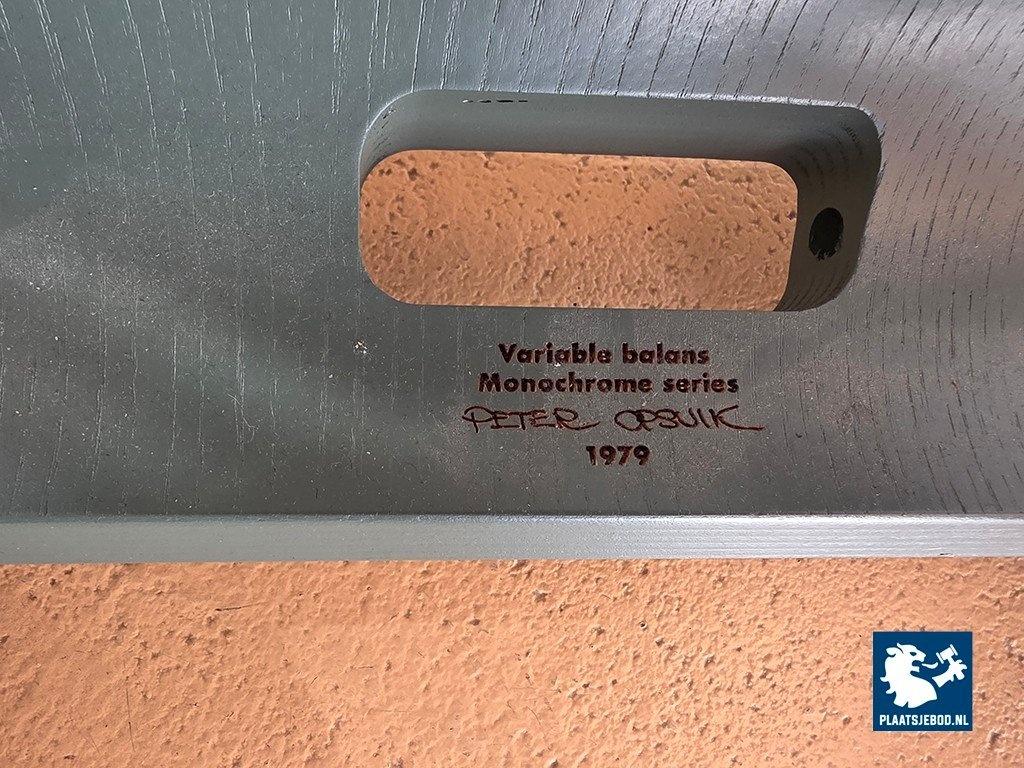 Variable balans
Monochrome series
PETER OPSVIK
1979
PLAATSJEBOD.NL